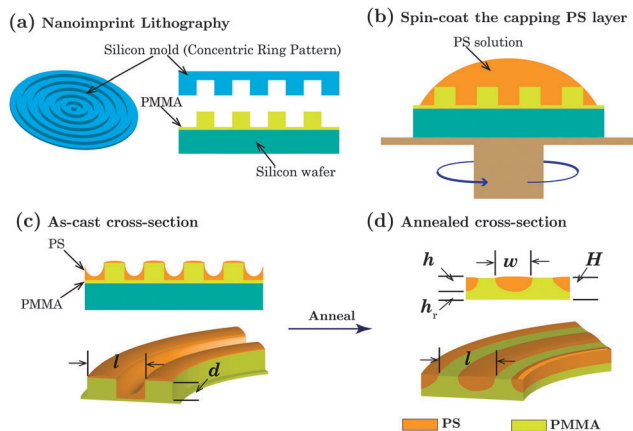 (a) Nanoimprint Lithography
Silicon mold (Concentric Ring Pattern)
PMMA
Silicon wafer
(b) Spin-coat the capping PS layer
PS solution
(c) As-cast cross-section
PS
PMMA
l
d
Anneal
(d) Annealed cross-section
h
w
H
hr
l
PS
PMMA